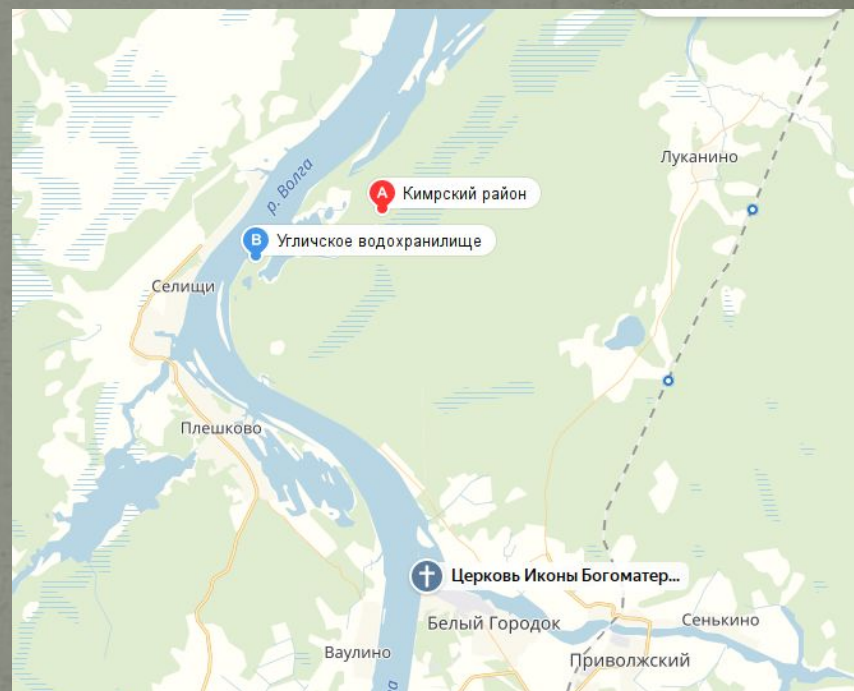 р. Волга
Луканино
A Кимрский район
B Угличское водохранилище
Селищи
Плешково
Церковь Иконы Богоматер...
Белый Городок
Сенькино
Ваулино
Приволжский